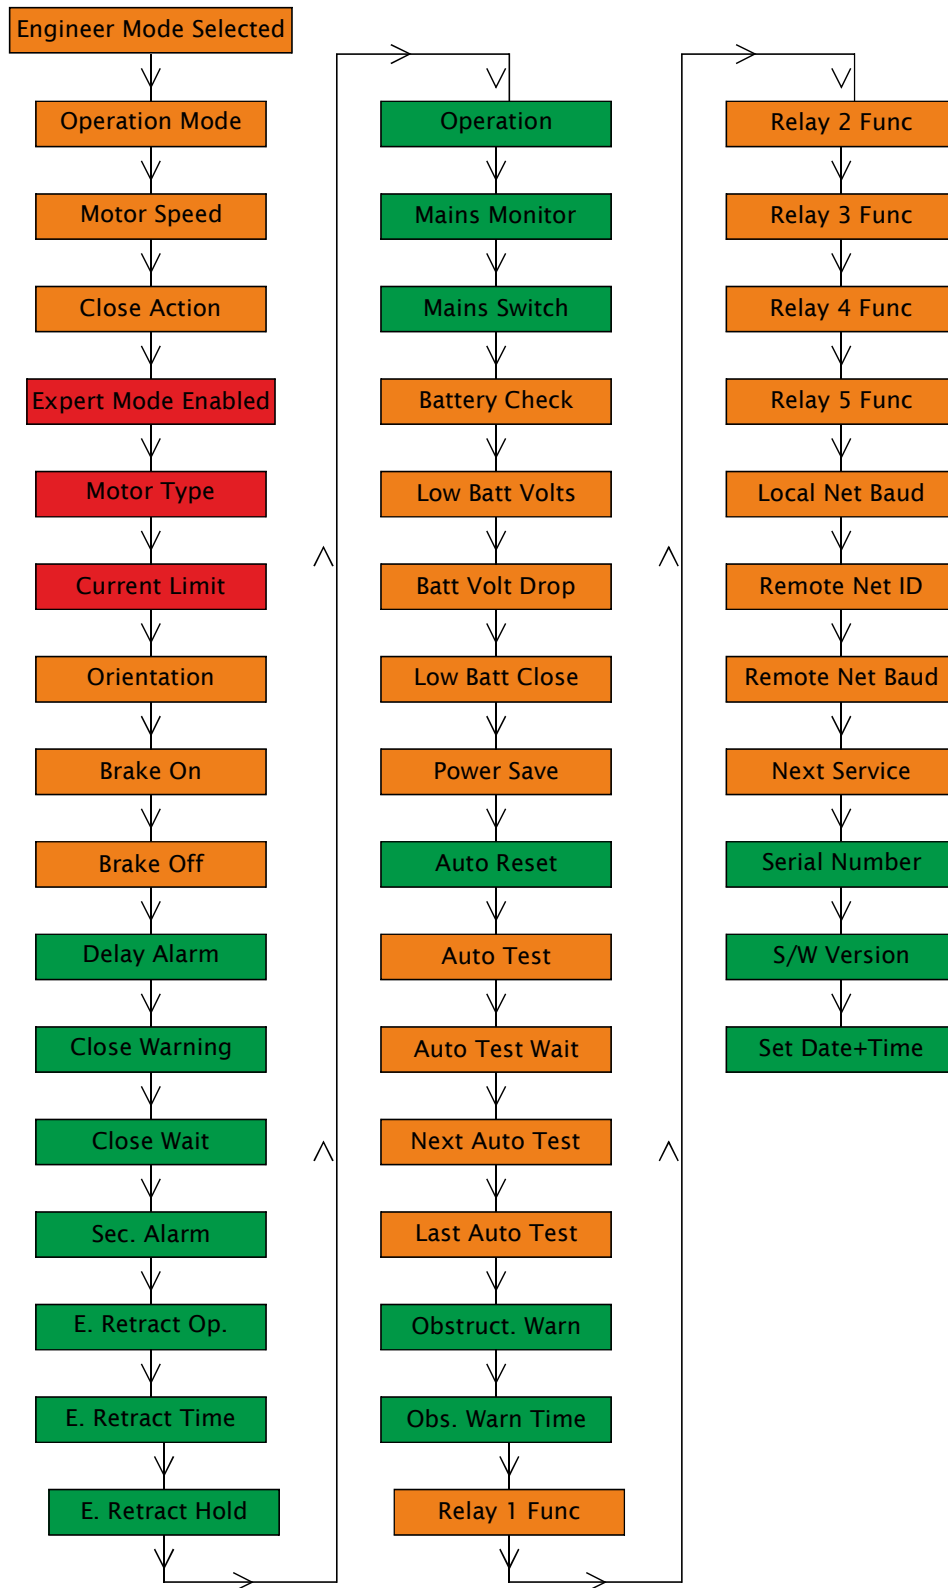 Engineer Mode Selected
Operation Mode
Motor Speed
Close Action
Expert Mode Enabled
Motor Type
Current Limit
Orientation
Brake On
Brake Off
Delay Alarm
Close Warning
Close Wait
Sec. Alarm
E. Retract Op.
E. Retract Time
E. Retract Hold
Operation
Mains Monitor
Mains Switch
Battery Check
Low Batt Volts
Batt Volt Drop
Low Batt Close
Power Save
Auto Reset
Auto Test
Auto Test Wait
Next Auto Test
Last Auto Test
Obstruct. Warn
Obs. Warn Time
Relay 1 Func
Relay 2 Func
Relay 3 Func
Relay 4 Func
Relay 5 Func
Local Net Baud
Remote Net ID
Remote Net Baud
Next Service
Serial Number
S/W Version
Set Date+Time